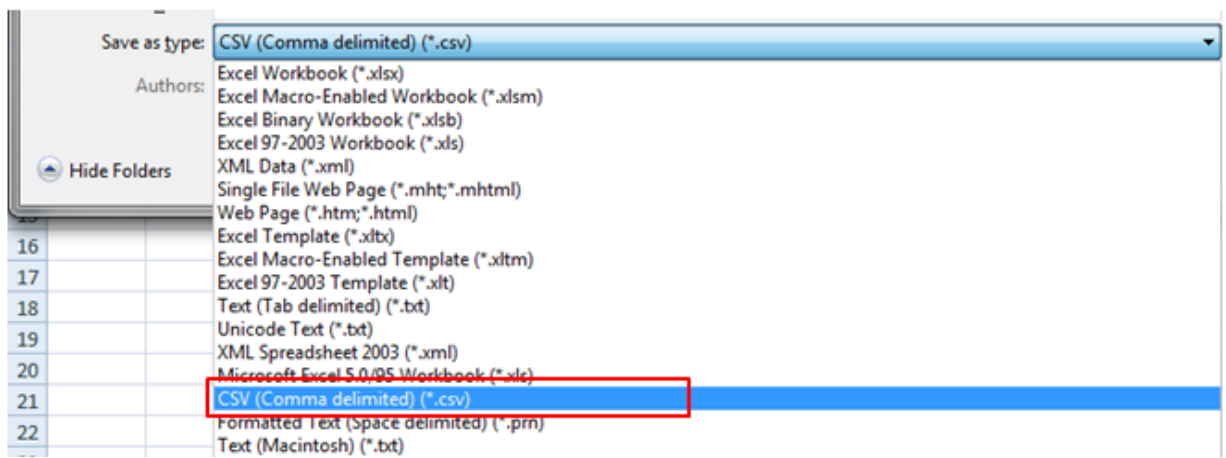 Save as type: CSV (Comma delimited) (*.csv)
Authors:
Excel Workbook (*.xlsx)
Excel Macro-Enabled Workbook (*.xlsm)
Excel Binary Workbook (*.xlsb)
Excel 97-2003 Workbook (*.xls)
XML Data (*.xml)
Hide Folders
Single File Web Page (*.mht;*.mhtml)
Web Page (*.htm;*.html)
Excel Template (*.xltx)
16
Excel Macro-Enabled Template (*.xltm)
17
Excel 97-2003 Template (*.xlt)
Text (Tab delimited) (*.txt)
18
Unicode Text (*.txt)
19
XML Spreadsheet 2003 (*.xml)
20
Microsoft Excel 5.0/95 Workbook (*.xls)
21
CSV (Comma delimited) (*.csv)
22
Formatted Text (Space delimited) (*.prn)
Text (Macintosh) (*.txt)